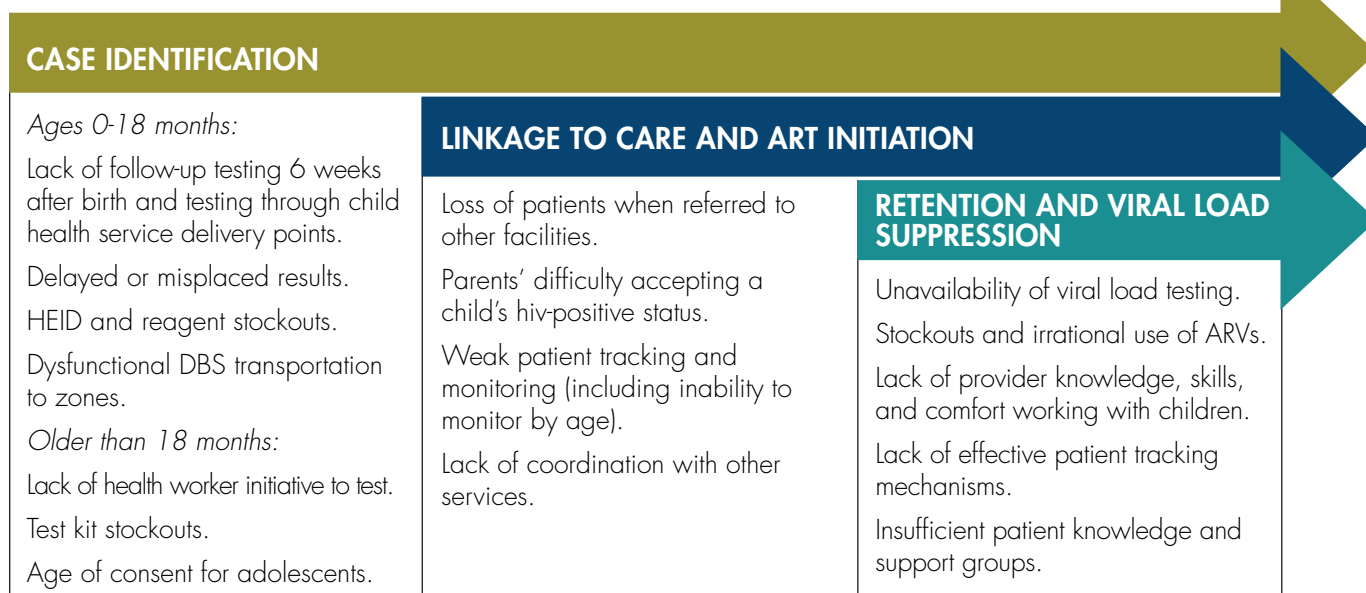 CASE IDENTIFICATION
Ages 0-18 months:
Lack of follow-up testing 6 weeks
after birth and testing through child
health service delivery points.
Delayed or misplaced results.
HEID and reagent stockouts.
Dysfunctional DBS transportation
to zones.
Older than 18 months:
Lack of health worker initiative to test.
Test kit stockouts.
Age of consent for adolescents.
LINKAGE TO CARE AND ART INITIATION
Loss of patients when referred to
other facilities.
Parents’ difficulty accepting a
child’s hiv-positive status.
Weak patient tracking and
monitoring (including inability to
monitor by age).
Lack of coordination with other
services.
RETENTION AND VIRAL LOAD
SUPPRESSION
Unavailability of viral load testing.
Stockouts and irrational use of ARVs.
Lack of provider knowledge, skills,
and comfort working with children.
Lack of effective patient tracking
mechanisms.
Insufficient patient knowledge and
support groups.